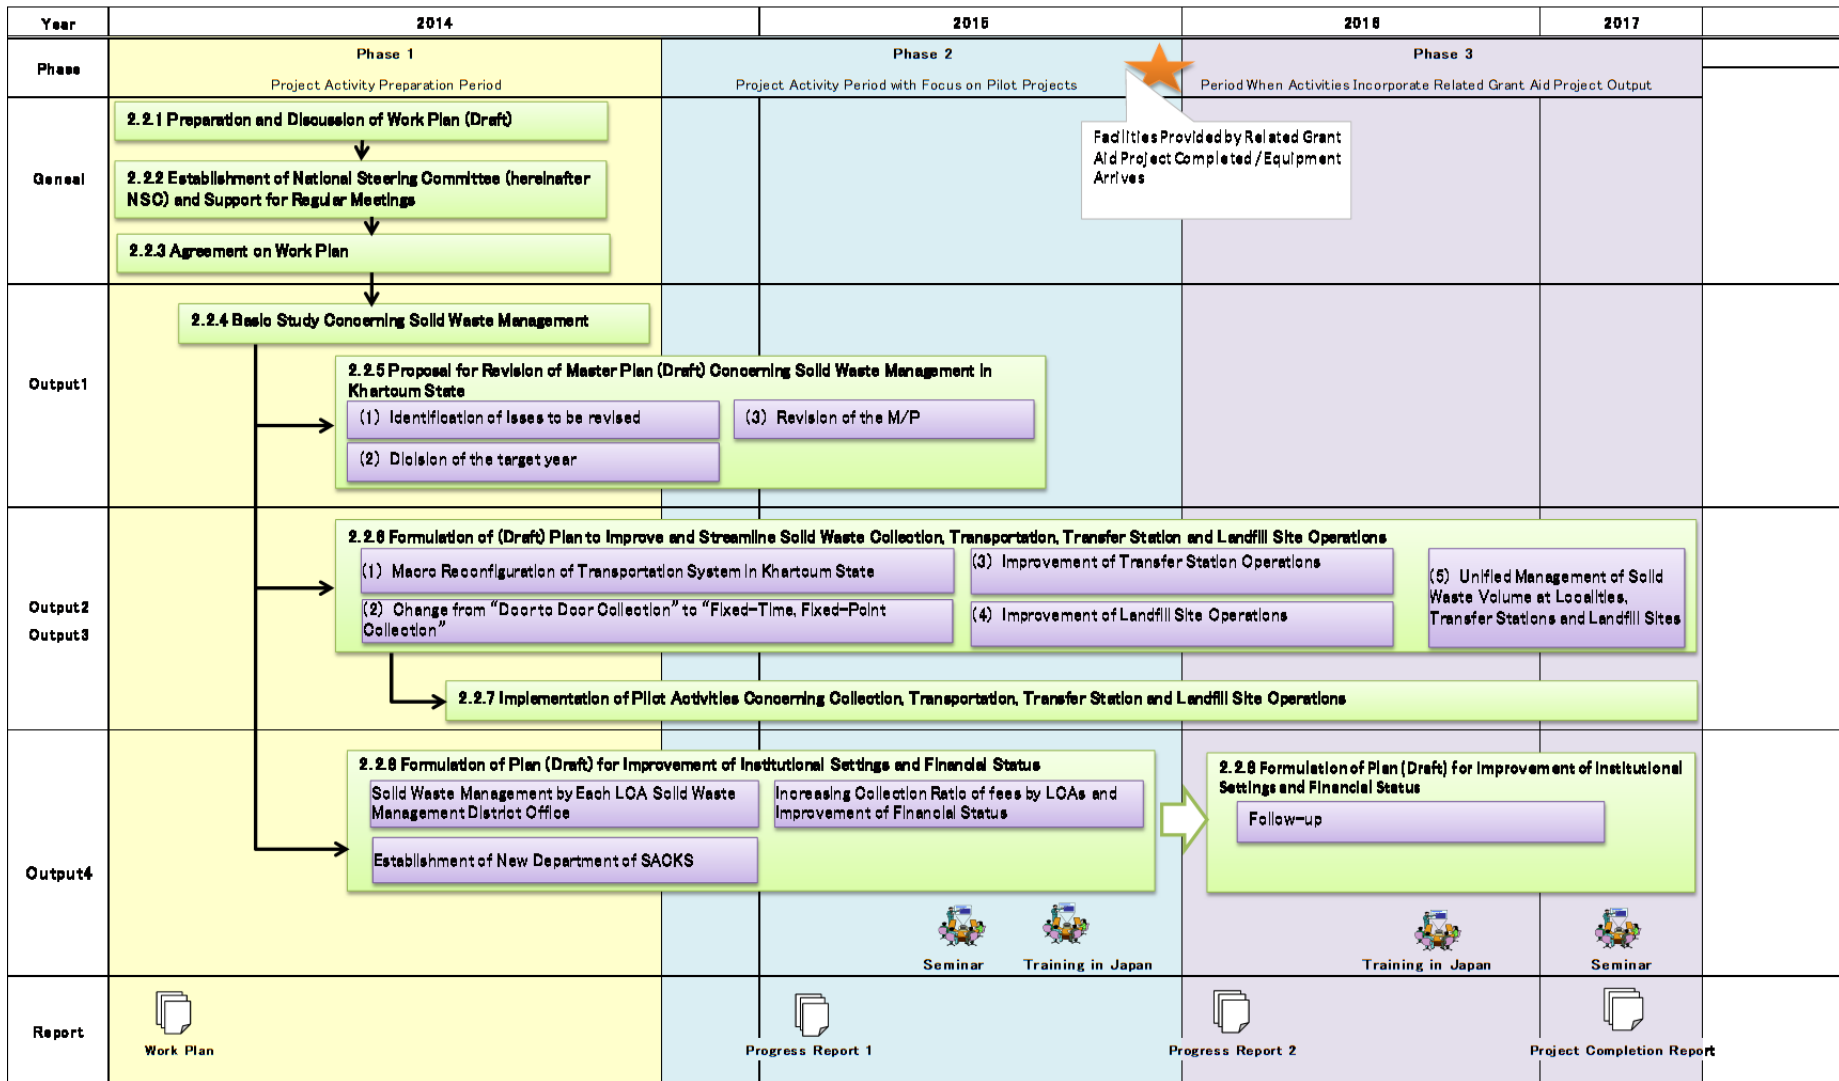 Year
2014
2015
2016
2017
Phase
Phase 1
Project Activity Preparation Period
Phase 2
Project Activity Period with Focus on Pilot Projects
Phase 3
Period When Activities Incorporate Related Grant Aid Project Output
Facilities Provided by Related Grant
Aid Project Completed / Equipment
Arrives
Geneal
2.2.1 Preparation and Discussion of Work Plan (Draft)
2.2.2 Establishment of National Steering Committee (hereinafter
NSC) and Support for Regular Meetings
2.2.3 Agreement on Work Plan
Output1
2.2.4 Basic Study Concerning Solid Waste Management
2.2.5 Proposal for Revision of Master Plan (Draft) Concerning Solid Waste Management in
Khartoum State
(1) Identification of Isses to be revised
(2) Dicision of the target year
(3) Revision of the M/P
Output2
Output3
2.2.6 Formulation of (Draft) Plan to Improve and Streamline Solid Waste Collection, Transportation, Transfer Station and Landfill Site Operations
(1) Macro Reconfiguration of Transportation System in Khartoum State
(2) Change from "Door to Door Collection" to "Fixed-Time, Fixed-Point
Collection"
(3) Improvement of Transfer Station Operations
(4) Improvement of Landfill Site Operations
(5) Unified Management of Solid
Waste Volume at Localities,
Transfer Stations and Landfill Sites
2.2.7 Implementation of Pilot Activities Concerning Collection, Transportation, Transfer Station and Landfill Site Operations
Output4
2.2.8 Formulation of Plan (Draft) for Improvement of Institutional Settings and Financial Status
Solid Waste Management by Each LCA Solid Waste
Management District Office
Increasing Collection Ratio of fees by LCAs and
Improvement of Financial Status
Establishment of New Department of SACKS
2.2.8 Formulation of Plan (Draft) for Improvement of Institutional
Settings and Financial Status
Follow-up
Seminar
Training in Japan
Training in Japan
Seminar
Report
Work Plan
Progress Report 1
Progress Report 2
Project Completion Report